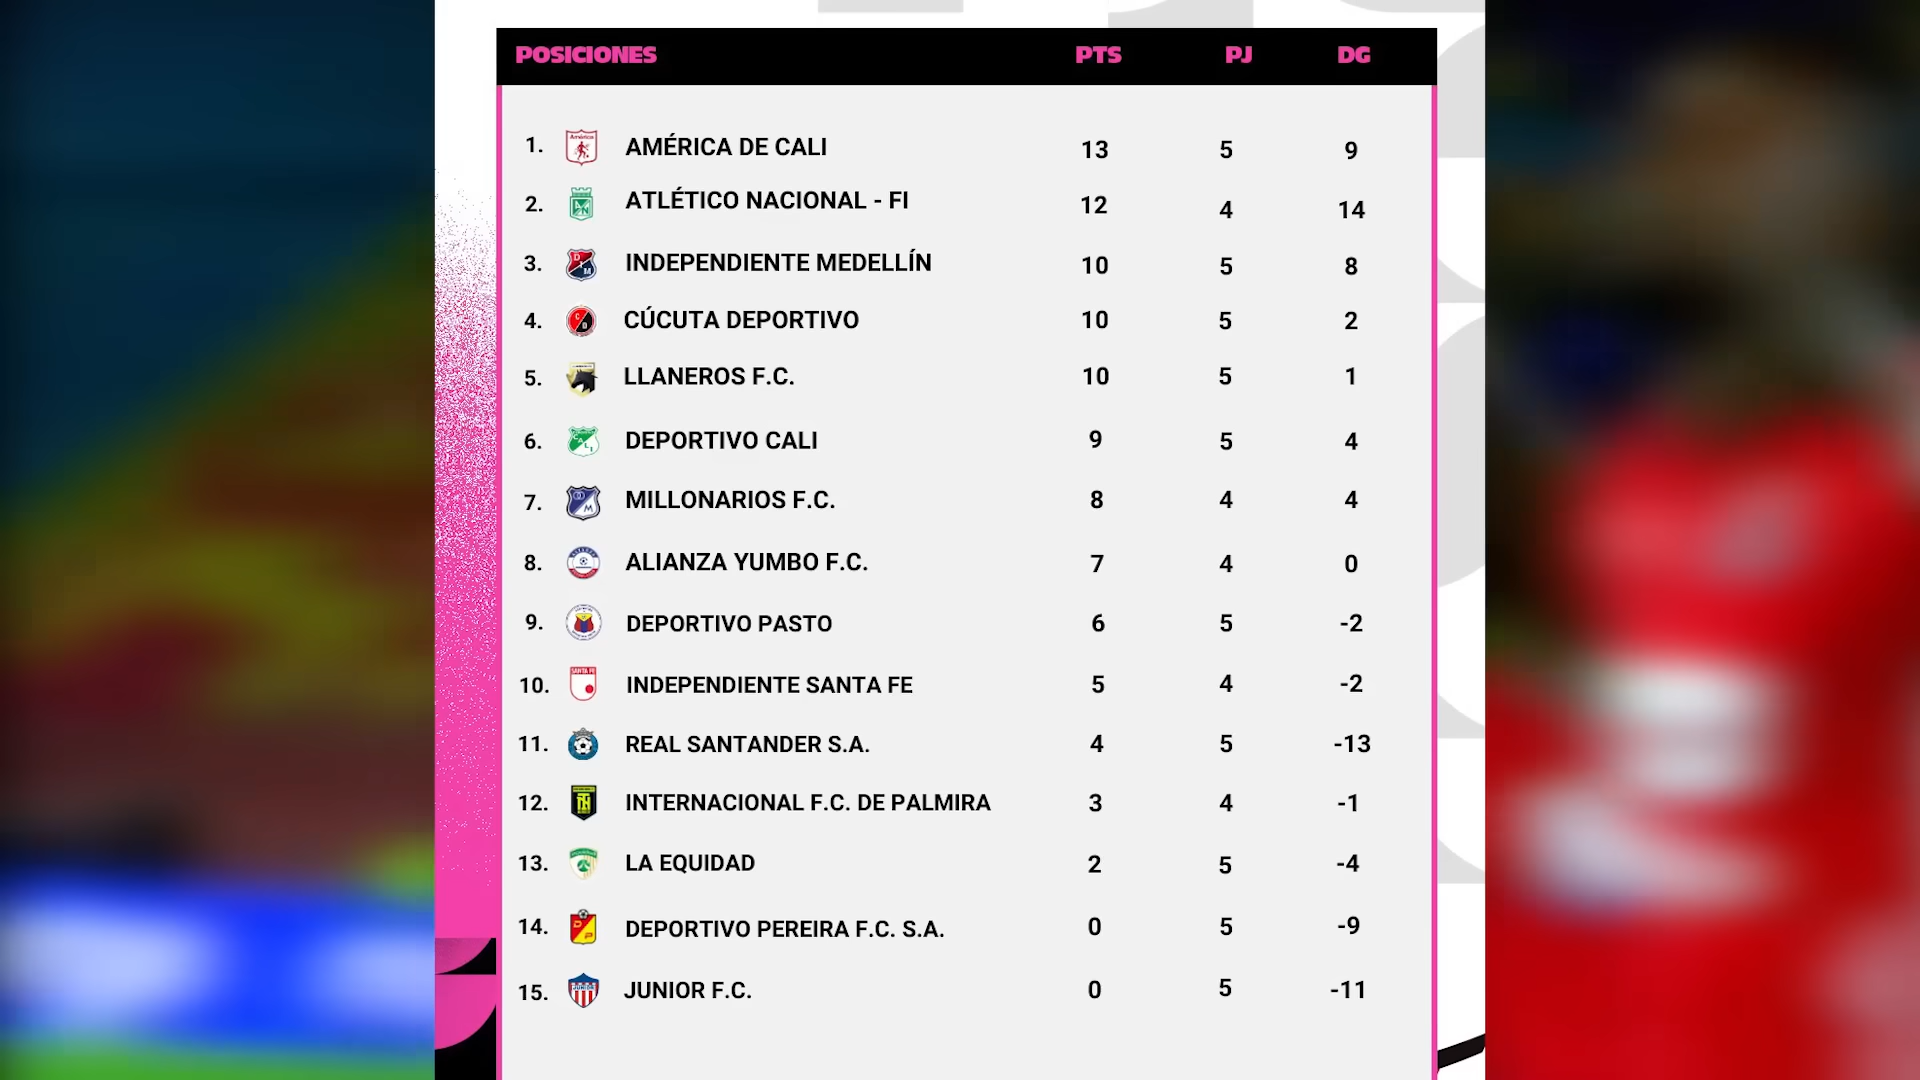 POSICIONES PTS PJ DG
1. AMÉRICA DE CALI 13 5 9
2. ATLÉTICO NACIONAL - FI 12 4 14
3. INDEPENDIENTE MEDELLÍN 10 5 8
4. CÚCUTA DEPORTIVO 10 5 2
5. LLANEROS F.C. 10 5 1
6. DEPORTIVO CALI 9 5 4
7. MILLONARIOS F.C. 8 4 4
8. ALIANZA YUMBO F.C. 7 4 0
9. DEPORTIVO PASTO 6 5 -2
10. INDEPENDIENTE SANTA FE 5 4 -2
11. REAL SANTANDER S.A. 4 5 -13
12. INTERNACIONAL F.C. DE PALMIRA 3 4 -1
13. LA EQUIDAD 2 5 -4
14. DEPORTIVO PEREIRA F.C. S.A. 0 5 -9
15. JUNIOR F.C. 0 5 -11